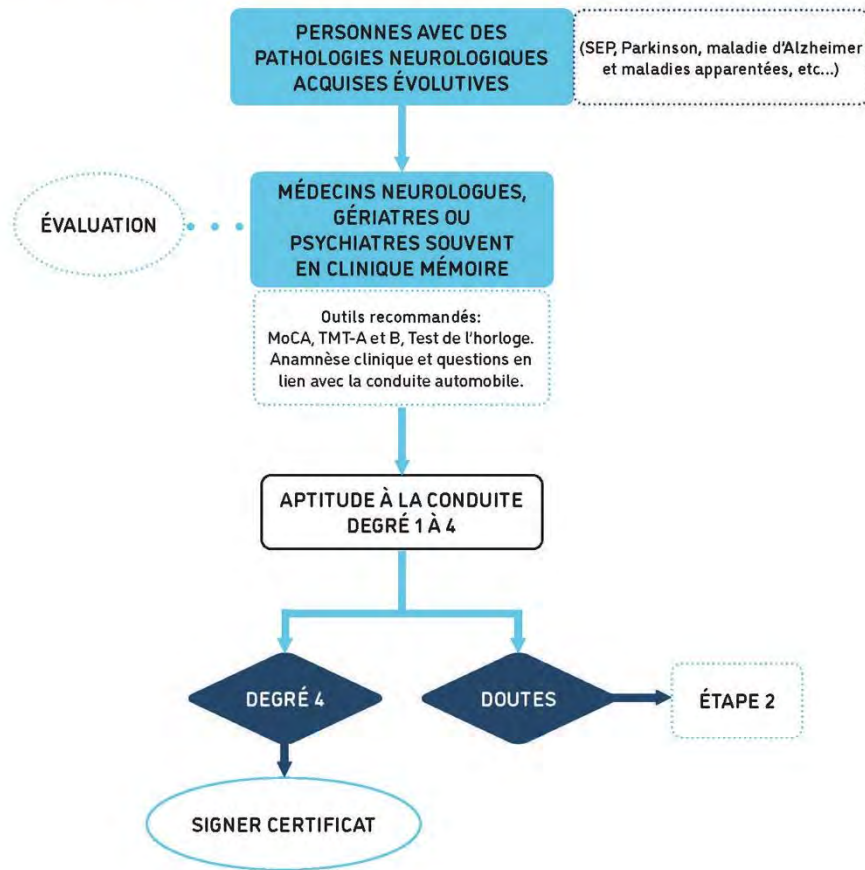 PERSONNES AVEC DES
PATHOLOGIES NEUROLOGIQUES
ACQUISES ÉVOLUTIVES
(SEP, Parkinson, maladie d'Alzheimer
et maladies apparentées, etc...)
ÉVALUATION
MÉDECINS NEUROLOGUES,
GÉRIATRES OU
PSYCHIATRES SOUVENT
EN CLINIQUE MÉMOIRE
Outils recommandés:
MoCA, TMT-A et B, Test de l'horloge.
Anamnèse clinique et questions en
lien avec la conduite automobile.
APTITUDE À LA CONDUITE
DEGRÉ 1 À 4
DEGRÉ 4
DOUTES
ÉTAPE 2
SIGNER CERTIFICAT